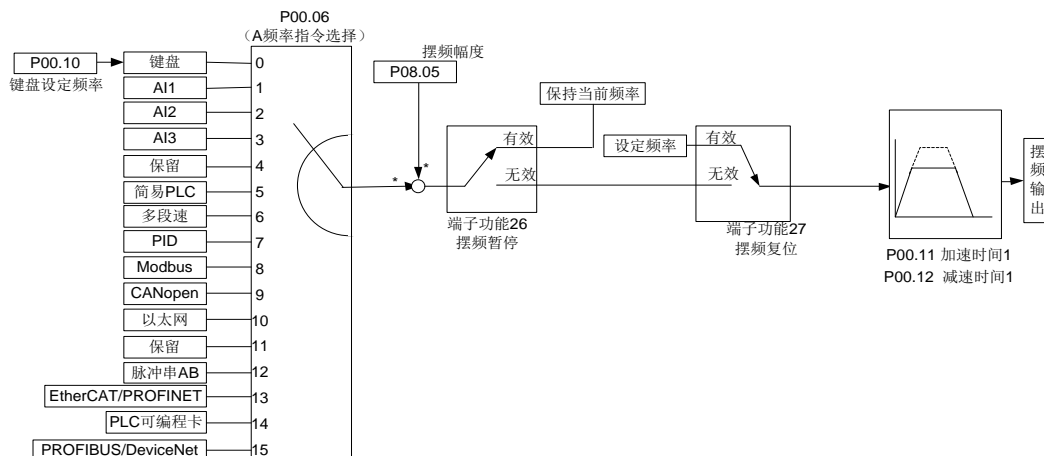 P00.06
（A频率指令选择）
P00.10
键盘设定频率
键盘
0
AI1
1
AI2
2
AI3
3
保留
4
简易PLC
5
多段速
6
PID
7
Modbus
8
CANopen
9
以太网
10
保留
11
脉冲串AB
12
EtherCAT/PROFINET
13
PLC可编程卡
14
PROFIBUS/DeviceNet
15
摆频幅度
P08.05
*
*
保持当前频率
有效
无效
端子功能26
摆频暂停
设定频率
有效
无效
端子功能27
摆频复位
P00.11 加速时间1
P00.12 减速时间1
摆
频
输
出